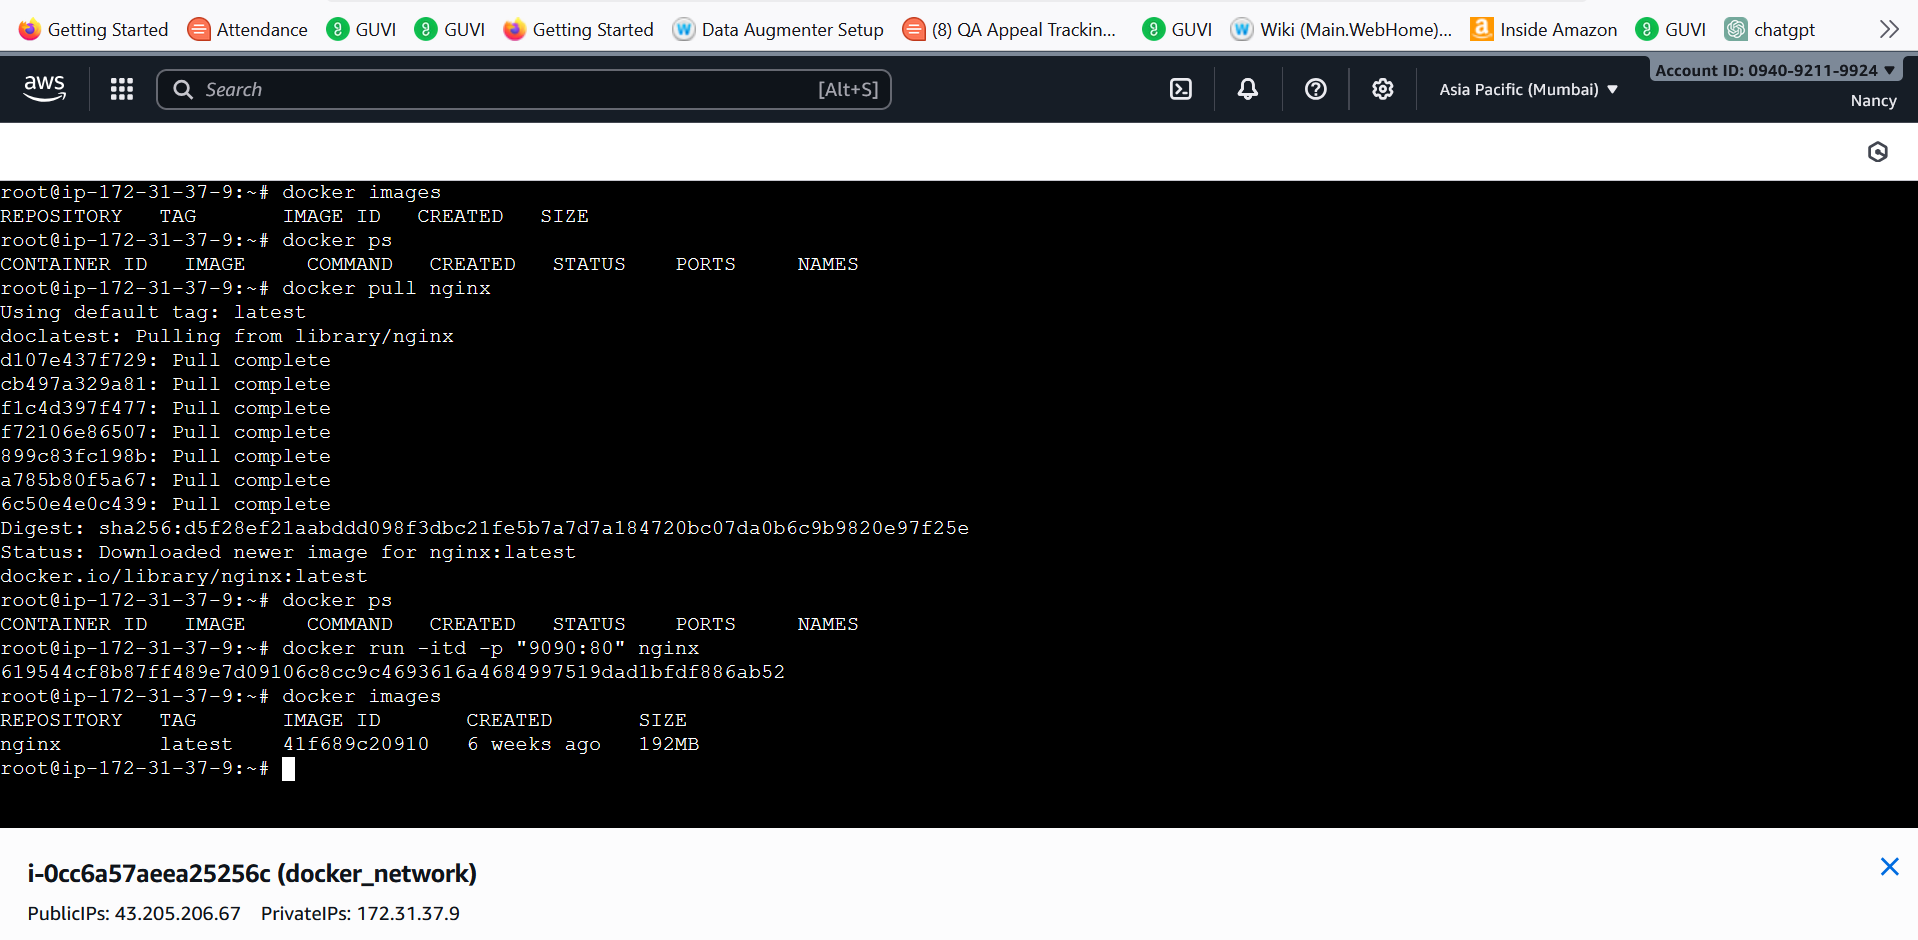 Getting Started Attendance GUVI GUVI Getting Started Data Augmenter Setup (8) QA Appeal Trackin... GUVI Wiki (Main.WebHome)... Inside Amazon GUVI chatgpt
aws Search [Alt+S] Asia Pacific (Mumbai) Account ID: 0940-9211-9924
Nancy
root@ip-172-31-37-9:~# docker images
REPOSITORY TAG IMAGE ID CREATED SIZE
root@ip-172-31-37-9:~# docker ps
CONTAINER ID IMAGE COMMAND CREATED STATUS PORTS NAMES
root@ip-172-31-37-9:~# docker pull nginx
Using default tag: latest
doclatest: Pulling from library/nginx
d107e437f729: Pull complete
cb497a329a81: Pull complete
f1c4d397f477: Pull complete
f72106e86507: Pull complete
899c83fc198b: Pull complete
a785b80f5a67: Pull complete
6c50e4e0c439: Pull complete
Digest: sha256:d5f28ef21aabddd098f3dbc21fe5b7a7d7a184720bc07da0b6c9b9820e97f25e
Status: Downloaded newer image for nginx:latest
docker.io/library/nginx:latest
root@ip-172-31-37-9:~# docker ps
CONTAINER ID IMAGE COMMAND CREATED STATUS PORTS NAMES
root@ip-172-31-37-9:~# docker run -itd -p "9090:80" nginx
619544cf8b87ff489e7d09106c8cc9c4693616a4684997519dad1bfdf886ab52
root@ip-172-31-37-9:~# docker images
REPOSITORY TAG IMAGE ID CREATED SIZE
nginx latest 41f689c20910 6 weeks ago 192MB
root@ip-172-31-37-9:~#
i-0cc6a57aeea25256c (docker_network)
PublicIPs: 43.205.206.67 PrivateIPs: 172.31.37.9